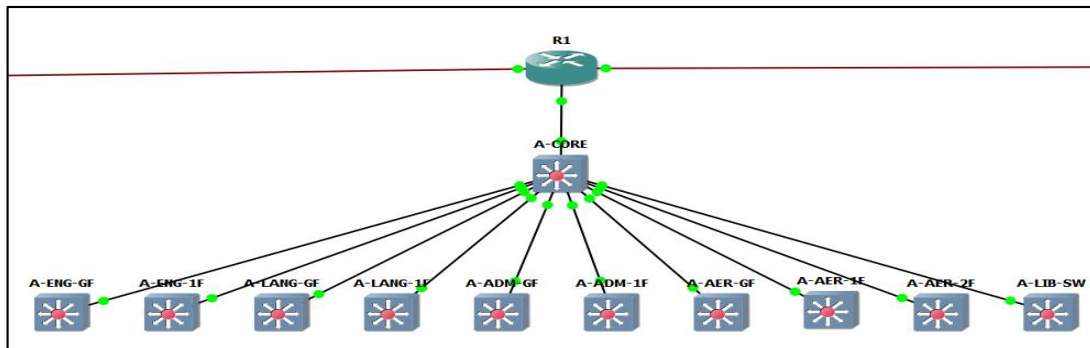 R1
A-CORE
A-ENG-GF
A-ENG-1F
A-LANG-GF
A-LANG-1F
A-ADM-GF
A-ADM-1F
A-AER-GF
A-AER-1F
A-AER-2F
A-LIB-SW